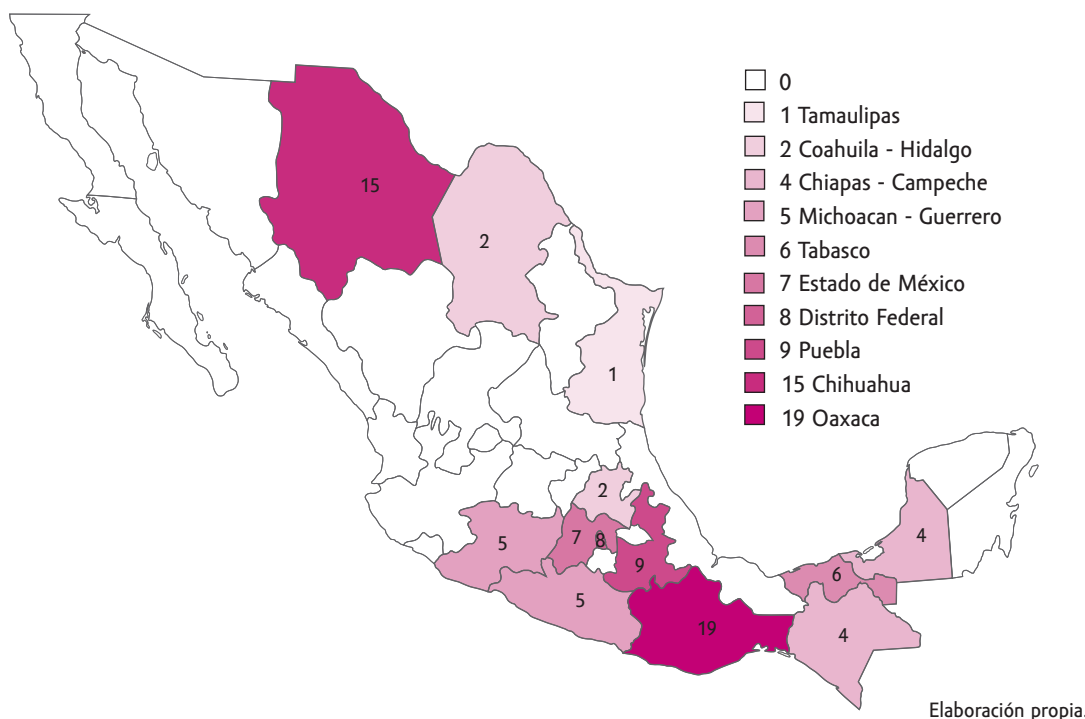 0
1 Tamaulipas
2 Coahuila - Hidalgo
4 Chiapas - Campeche
5 Michoacan - Guerrero
6 Tabasco
7 Estado de México
8 Distrito Federal
9 Puebla
15 Chihuahua
19 Oaxaca
15
2
1
2
5
7
8
9
5
19
6
4
4
Elaboración propia.